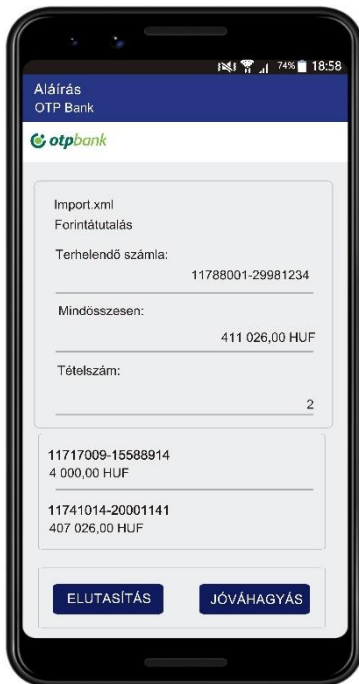 74% 18:58
Aláírás
OTP Bank
otpbank
Import.xml
Forintátutalás
Terhelendő számla:
11788001-29981234
Mindösszesen:
411 026,00 HUF
Tételszám:
2
11717009-15588914
4 000,00 HUF
11741014-20001141
407 026,00 HUF
ELUTASÍTÁS JÓVÁHAGYÁS